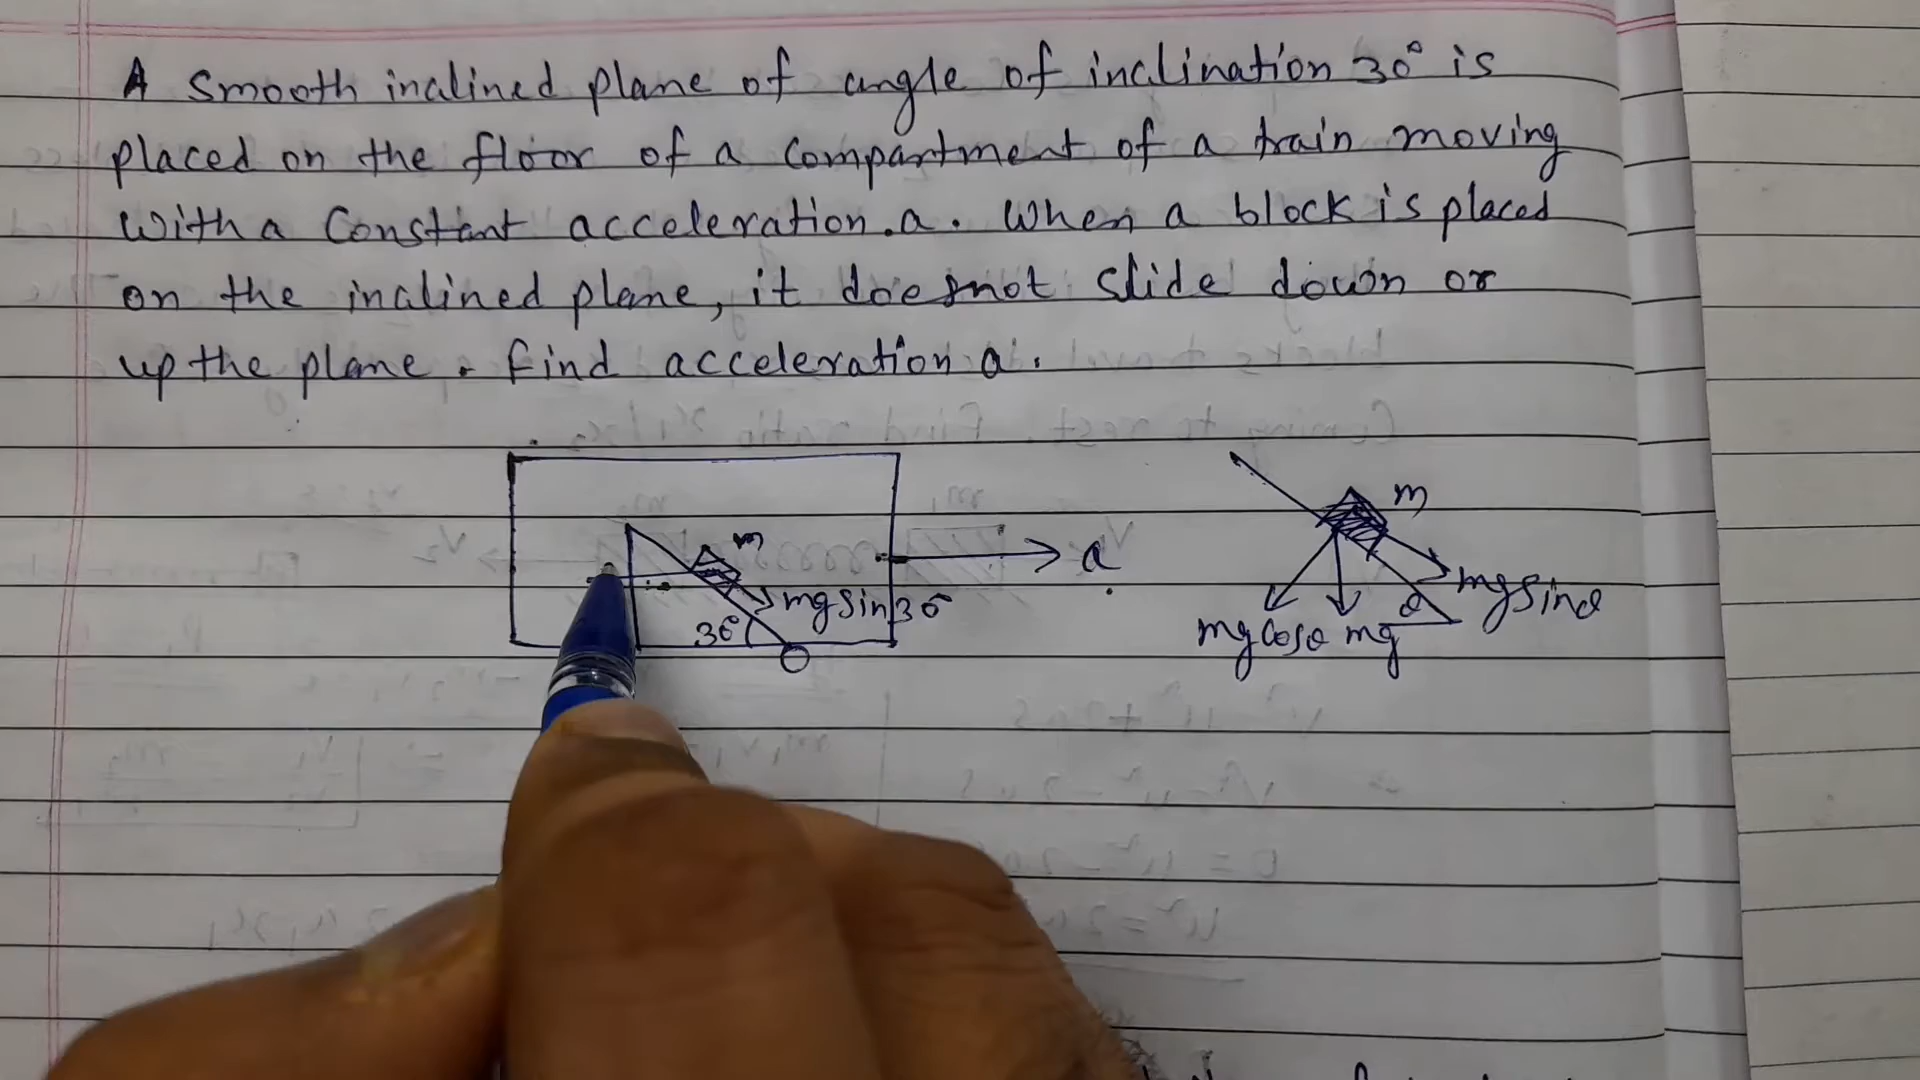 A smooth inclined plane of angle of inclination 30° is
placed on the floor of a compartment of a train moving
with a constant acceleration.a. When a block is placed
on the inclined plane, it does not slide down or
up the plane. Find acceleration a.
m
a
mg sin 30°
30°
m
mg sinθ
θ
mg cosθ mg